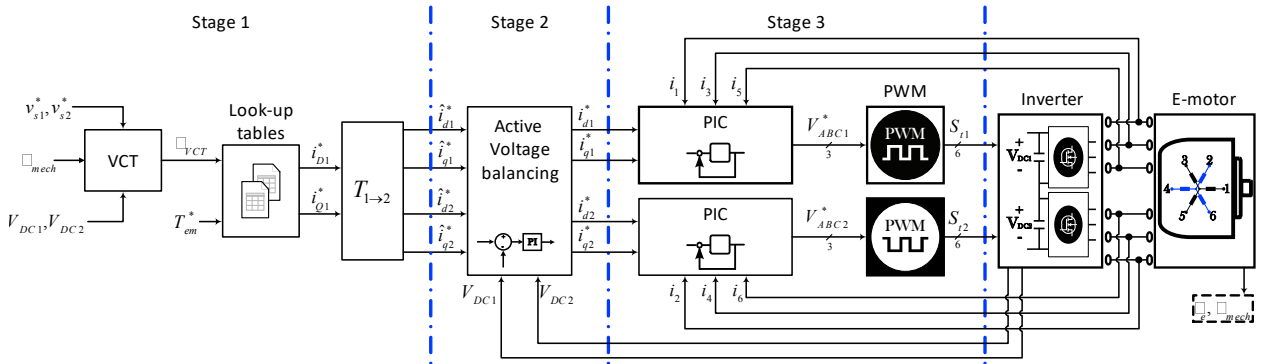 Stage 1
Stage 2
Stage 3
v*s1, v*s2
□mech
VDC1, VDC2
VCT
□VCT
T*em
Look-up
tables
i*D1
i*Q1
T1→2
î*d1
î*q1
î*d2
î*q2
Active
Voltage
balancing
+
-
PI
VDC1
VDC2
i*d1
i*q1
i*d2
i*q2
i1
i3
i5
PIC
V*ABC1
3
PWM
PWM
St1
6
PIC
i2
i4
i6
V*ABC2
3
PWM
St2
6
Inverter
+
VDC1
-
+
VDC2
-
E-motor
3
2
4
1
5
6
□e, □mech